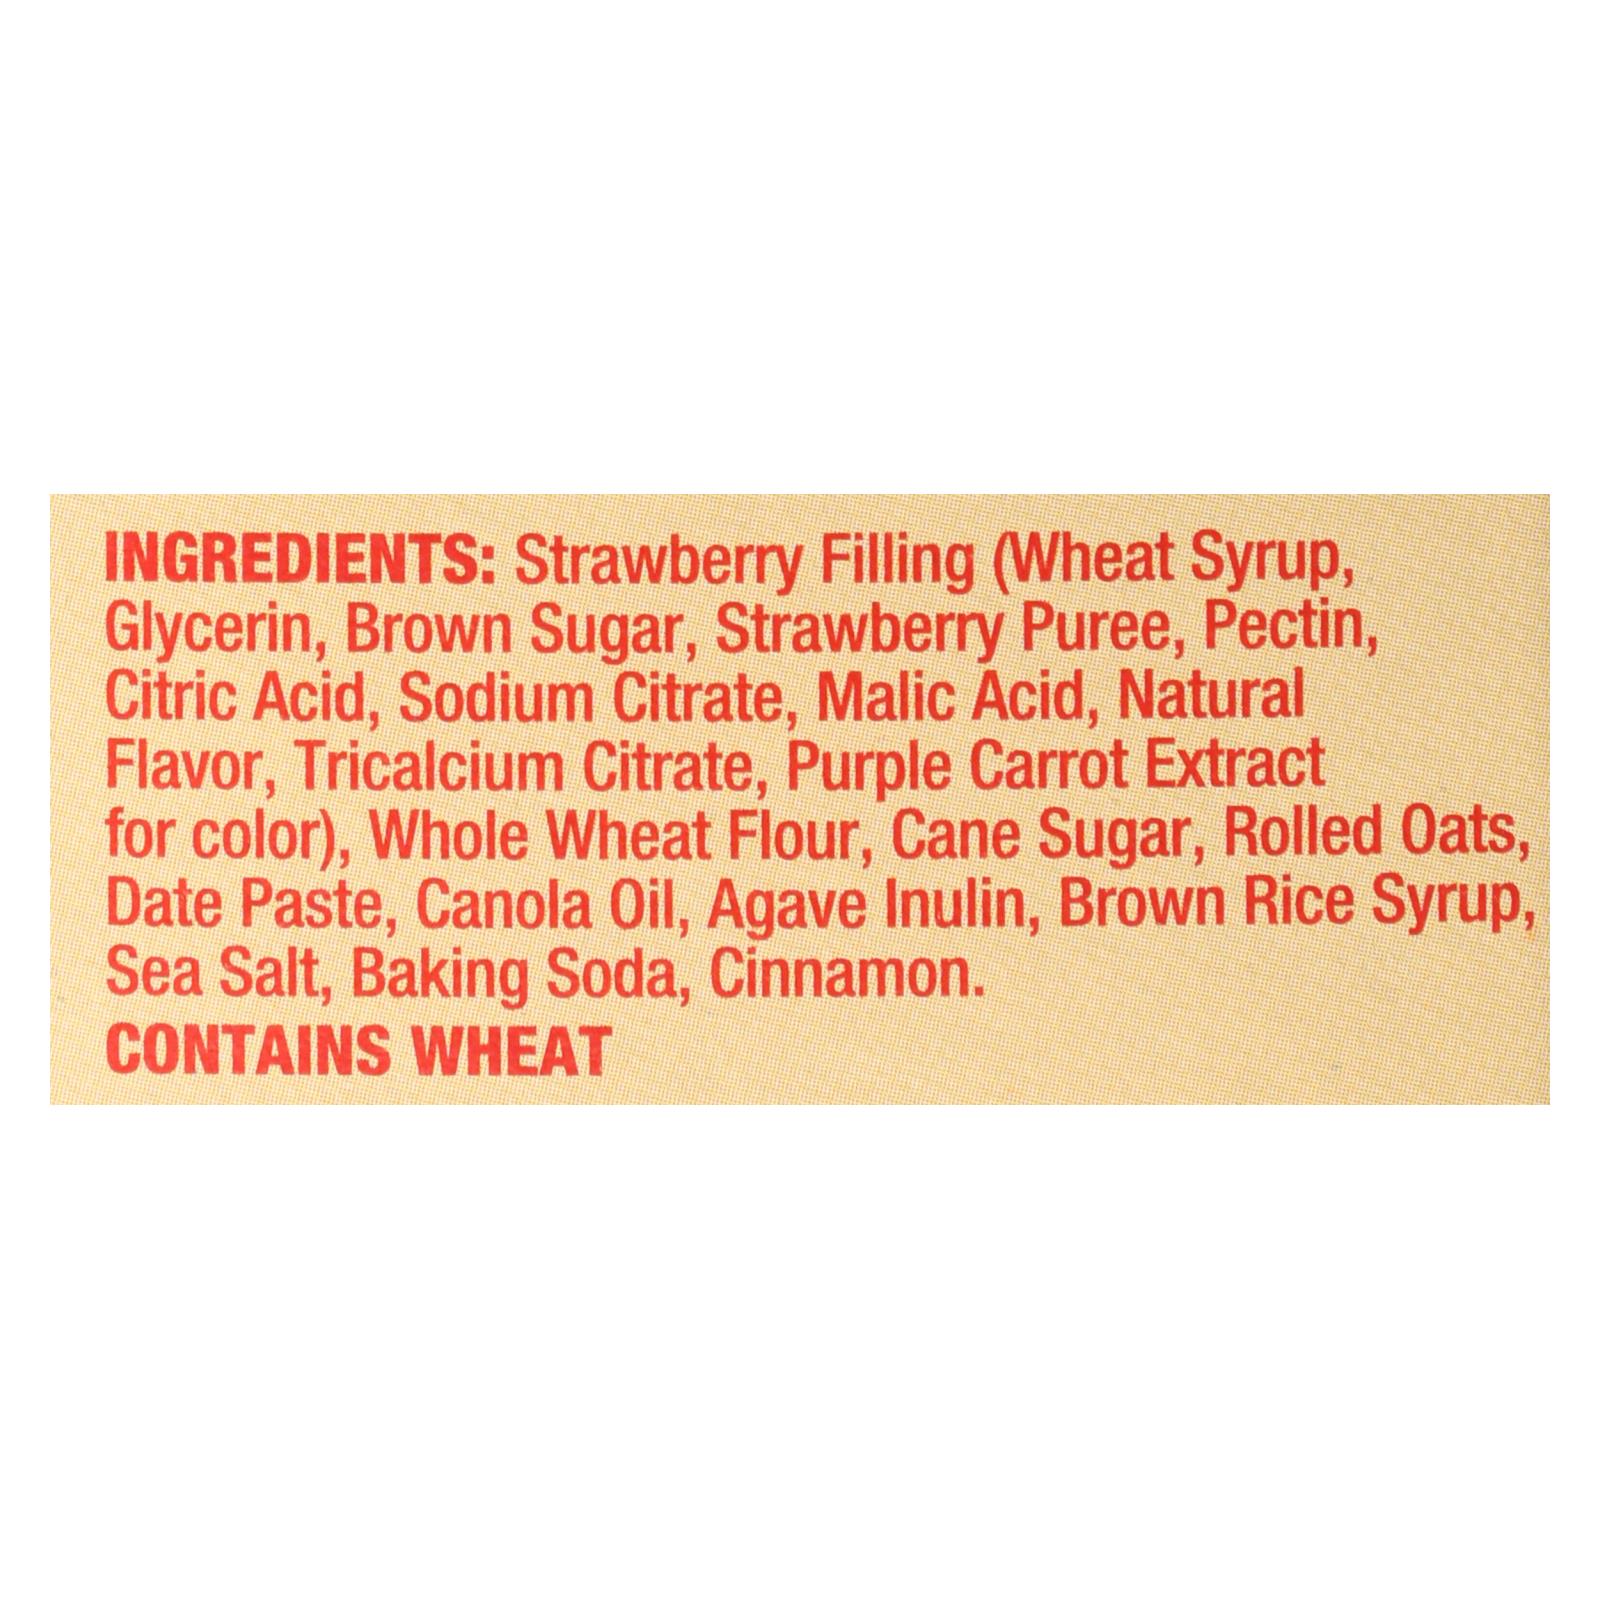 INGREDIENTS: Strawberry Filling (Wheat Syrup,
Glycerin, Brown Sugar, Strawberry Puree, Pectin,
Citric Acid, Sodium Citrate, Malic Acid, Natural
Flavor, Tricalcium Citrate, Purple Carrot Extract
for color), Whole Wheat Flour, Cane Sugar, Rolled Oats,
Date Paste, Canola Oil, Agave Inulin, Brown Rice Syrup,
Sea Salt, Baking Soda, Cinnamon.
CONTAINS WHEAT